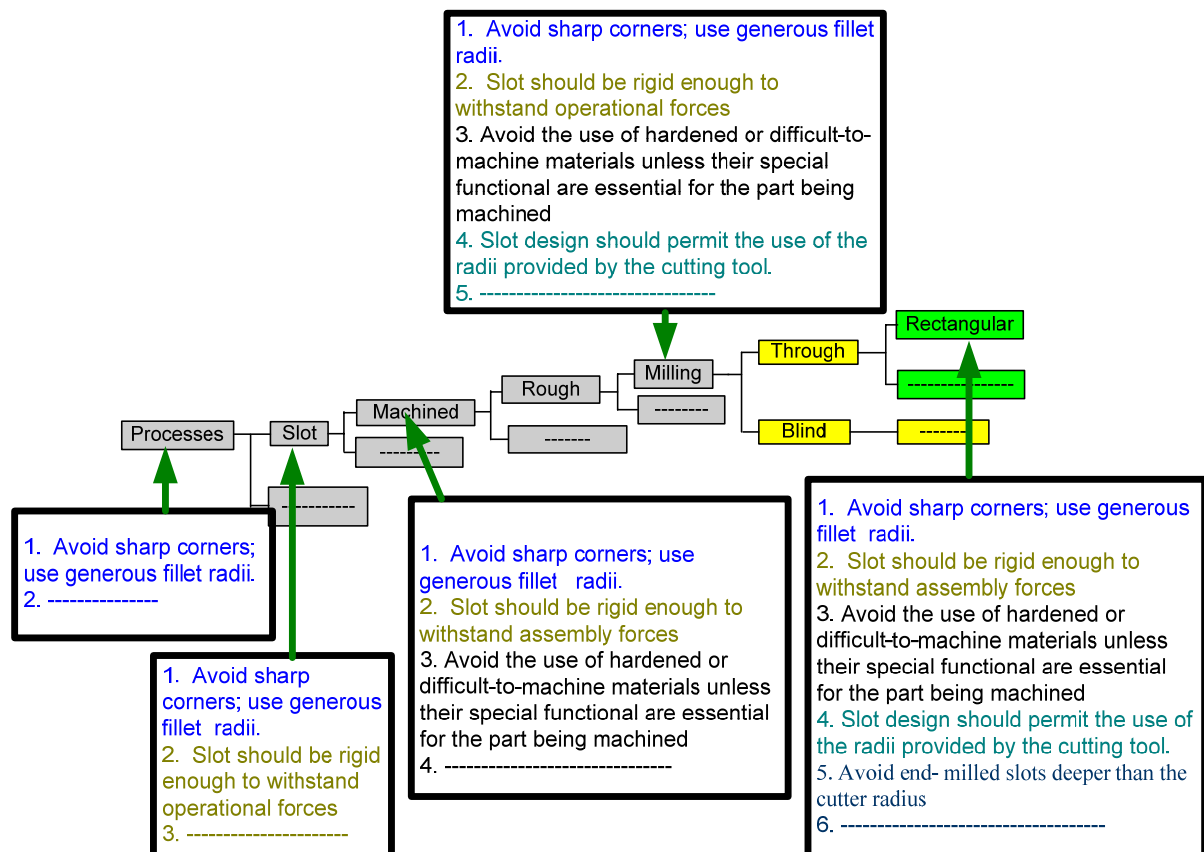 1. Avoid sharp corners; use generous fillet
radii.
2. Slot should be rigid enough to
withstand operational forces
3. Avoid the use of hardened or difficult-to-
machine materials unless their special
functional are essential for the part being
machined
4. Slot design should permit the use of the
radii provided by the cutting tool.
5. --------------------------------
Rectangular
Through
----------------
Milling
Rough
--------
Machined
Blind
-------
Slot
Processes
-------
---------
-----------
1. Avoid sharp corners;
use generous fillet radii.
2. ---------------
1. Avoid sharp
corners; use generous
fillet radii.
2. Slot should be rigid
enough to withstand
operational forces
3. ----------------------
1. Avoid sharp corners; use
generous fillet radii.
2. Slot should be rigid enough to
withstand assembly forces
3. Avoid the use of hardened or
difficult-to-machine materials unless
their special functional are essential
for the part being machined
4. -------------------------------
1. Avoid sharp corners; use generous
fillet radii.
2. Slot should be rigid enough to
withstand assembly forces
3. Avoid the use of hardened or
difficult-to-machine materials unless
their special functional are essential
for the part being machined
4. Slot design should permit the use of
the radii provided by the cutting tool.
5. Avoid end- milled slots deeper than the
cutter radius
6. ------------------------------------